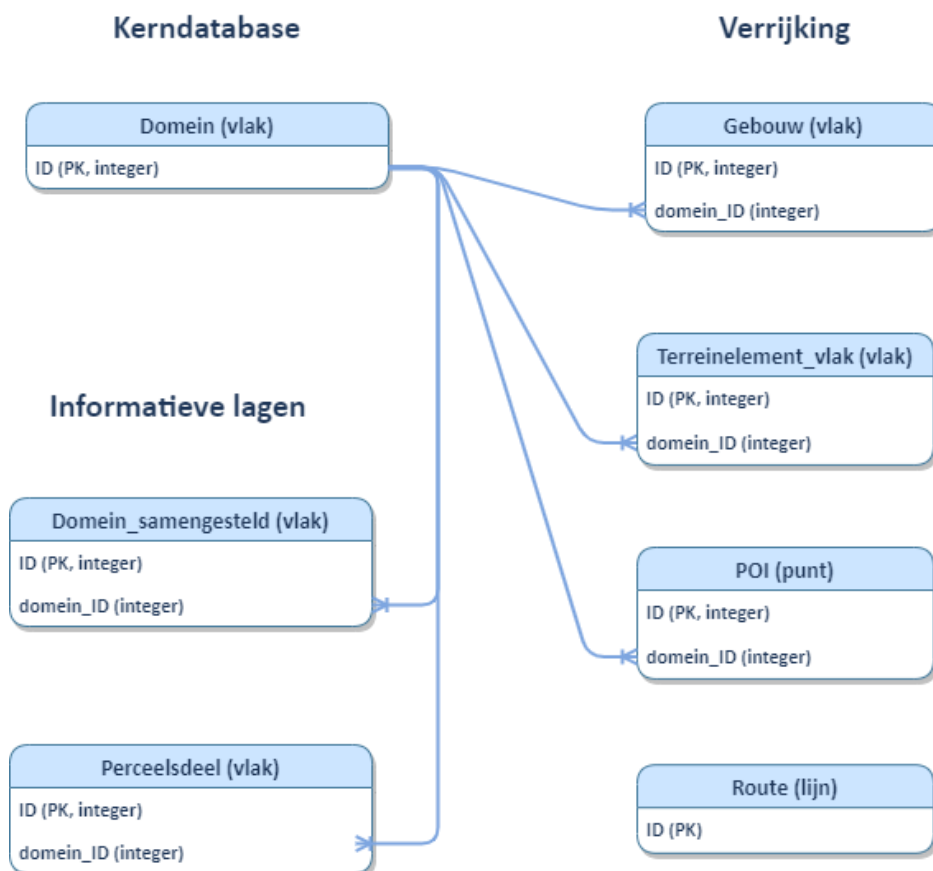 Kerndatabase
Domein (vlak)
ID (PK, integer)
Informatieve lagen
Domein_samengesteld (vlak)
ID (PK, integer)
domein_ID (integer)
Perceelsdeel (vlak)
ID (PK, integer)
domein_ID (integer)
Verrijking
Gebouw (vlak)
ID (PK, integer)
domein_ID (integer)
Terreinelement_vlak (vlak)
ID (PK, integer)
domein_ID (integer)
POI (punt)
ID (PK, integer)
domein_ID (integer)
Route (lijn)
ID (PK)